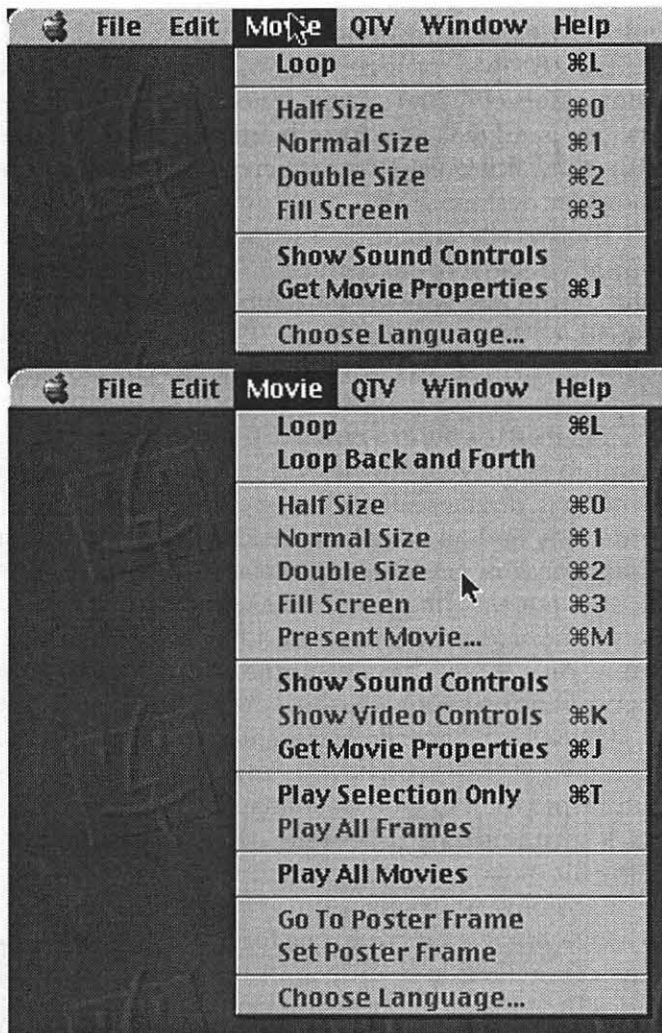 File Edit Movie QTV Window Help
Loop ⌘L
Half Size ⌘0
Normal Size ⌘1
Double Size ⌘2
Fill Screen ⌘3
Show Sound Controls
Get Movie Properties ⌘J
Choose Language...
File Edit Movie QTV Window Help
Loop ⌘L
Loop Back and Forth
Half Size ⌘0
Normal Size ⌘1
Double Size ⌘2
Fill Screen ⌘3
Present Movie... ⌘M
Show Sound Controls
Show Video Controls ⌘K
Get Movie Properties ⌘J
Play Selection Only ⌘T
Play All Frames
Play All Movies
Go To Poster Frame
Set Poster Frame
Choose Language...